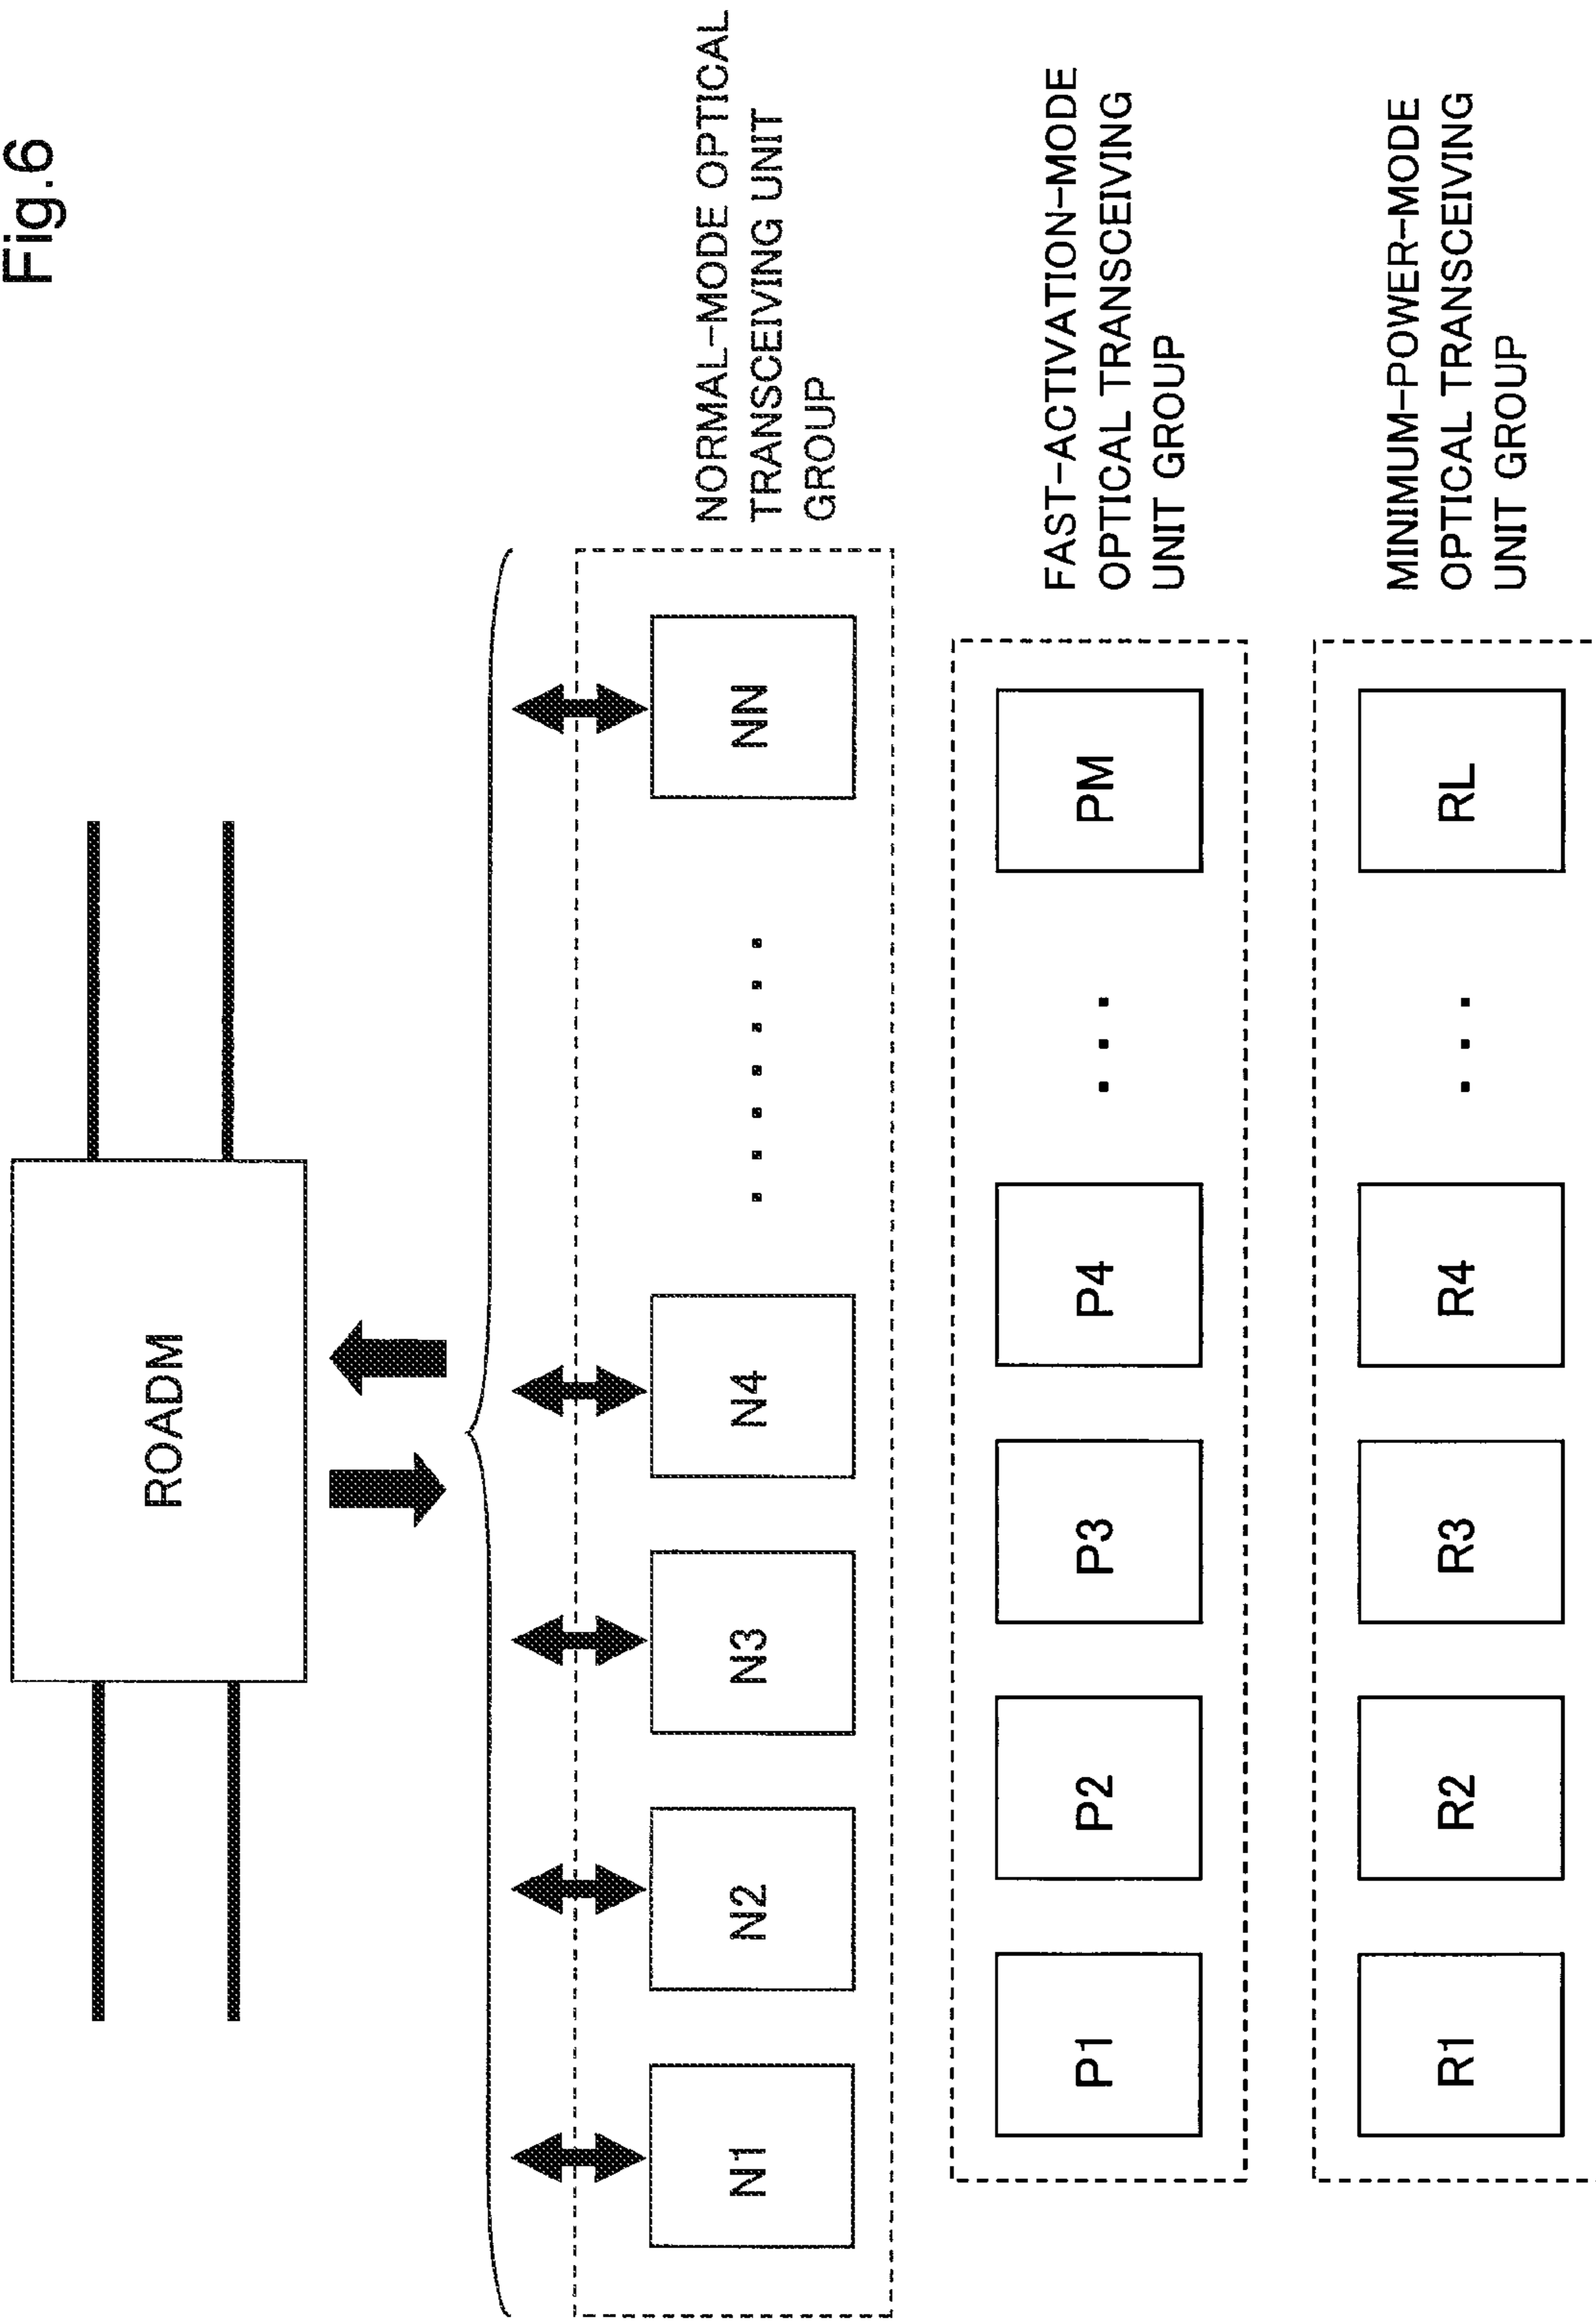 Fig.6
ROADM
N1 N2 N3 N4 ....... NN
NORMAL-MODE OPTICAL
TRANSCEIVING UNIT
GROUP
P1 P2 P3 P4 ... PM
FAST-ACTIVATION-MODE
OPTICAL TRANSCEIVING
UNIT GROUP
R1 R2 R3 R4 ... RL
MINIMUM-POWER-MODE
OPTICAL TRANSCEIVING
UNIT GROUP